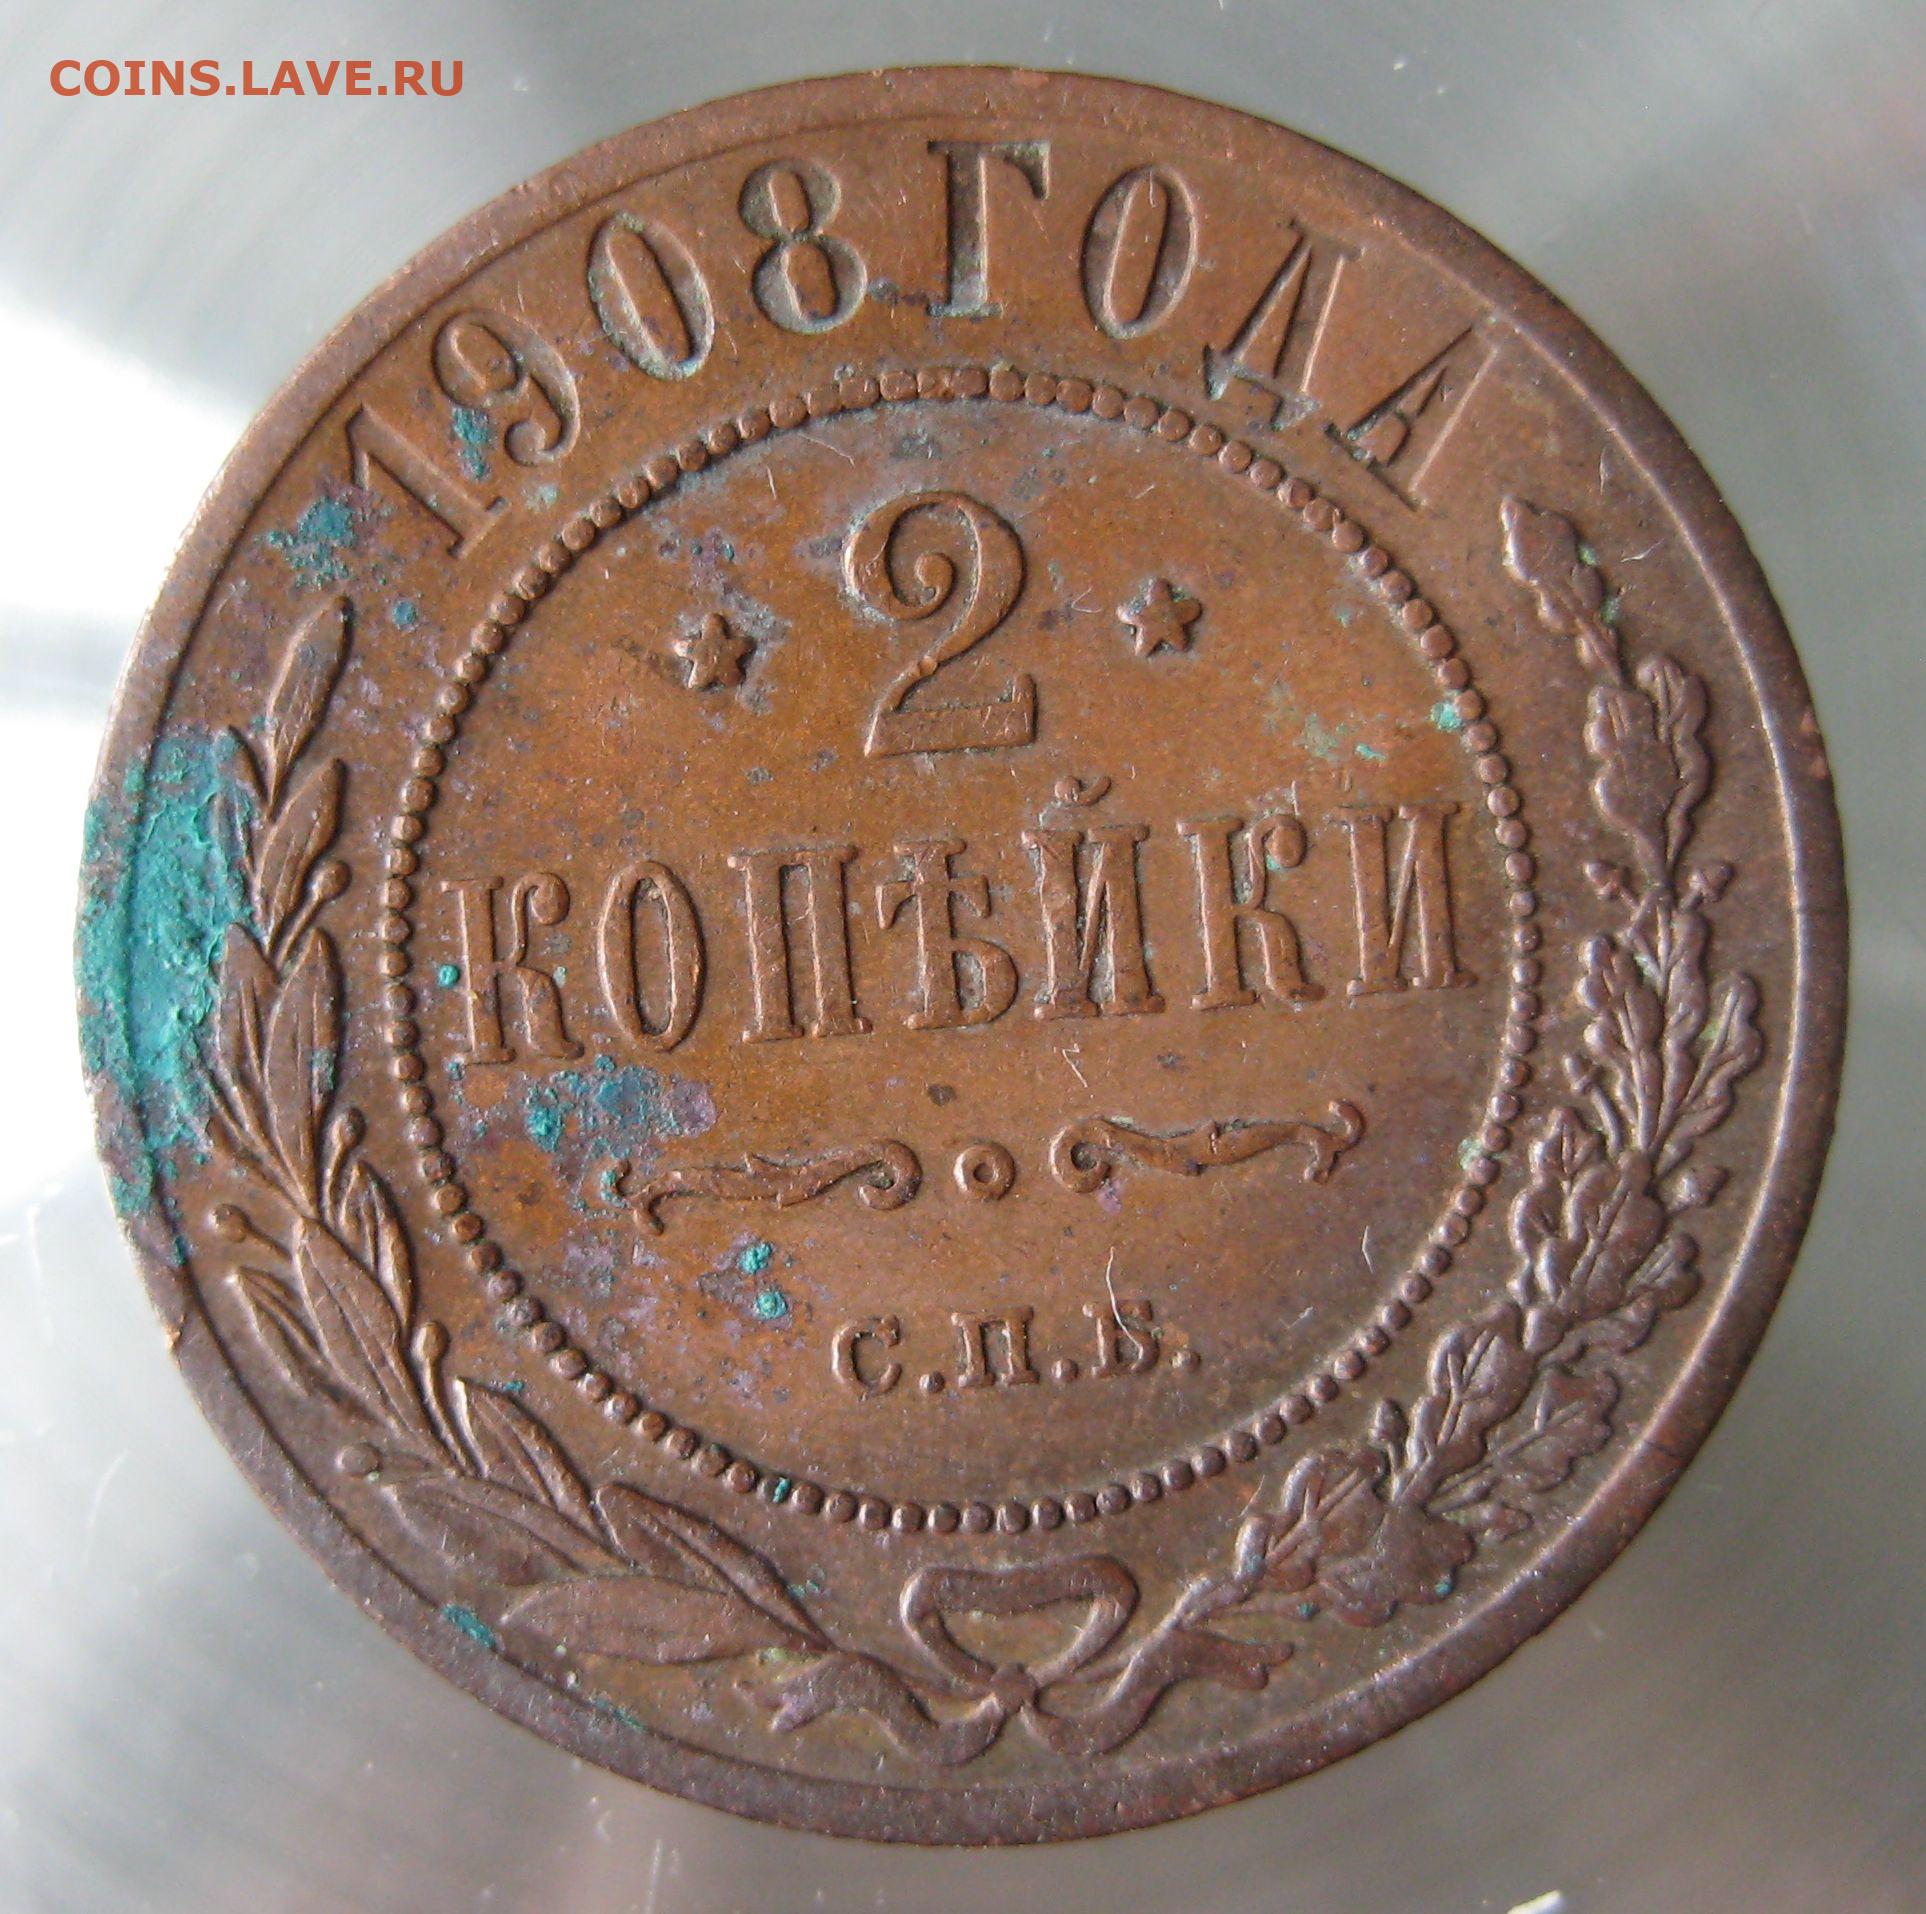 COINS.LAVE.RU
1908 ГОДА
2
КОПѢЙКИ
С.П.Б.